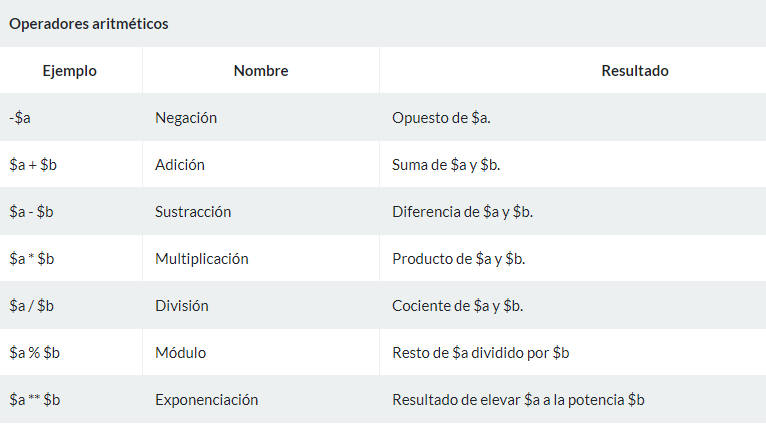 Operadores aritméticos
Ejemplo Nombre Resultado
-$a Negación Opuesto de $a.
$a + $b Adición Suma de $a y $b.
$a - $b Sustracción Diferencia de $a y $b.
$a * $b Multiplicación Producto de $a y $b.
$a / $b División Cociente de $a y $b.
$a % $b Módulo Resto de $a dividido por $b
$a ** $b Exponenciación Resultado de elevar $a a la potencia $b